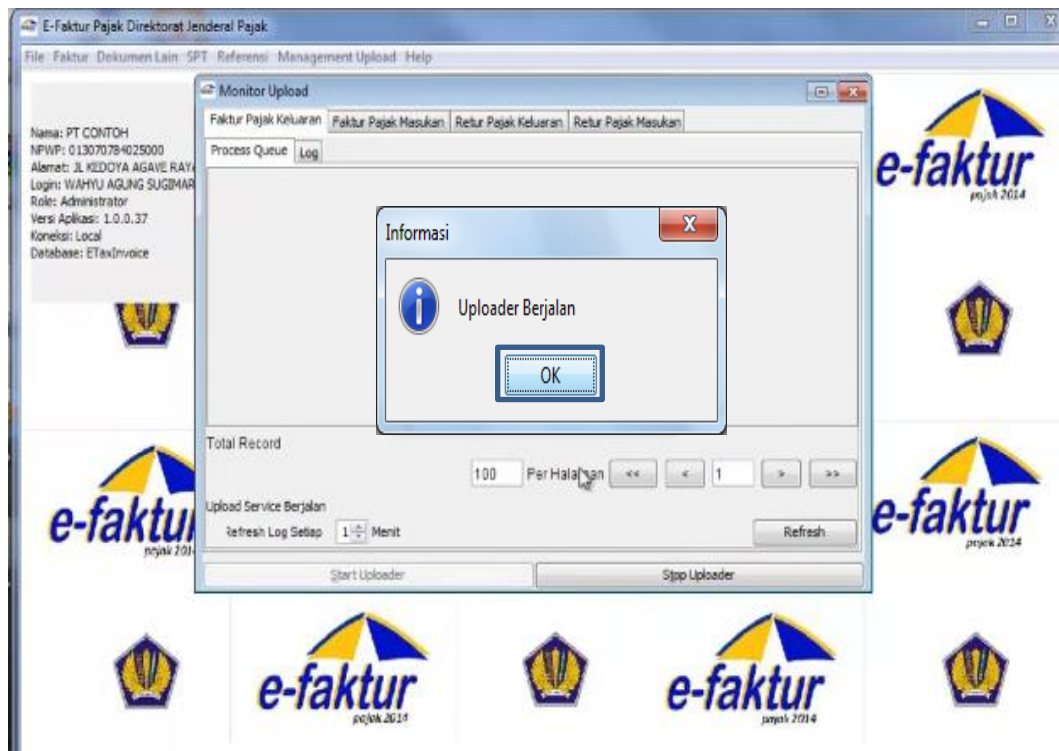 E-Faktur Pajak Direktorat Jenderal Pajak
File Faktur Dokumen Lain SPT Referensi Management Upload Help
Nama: PT CONTOH
NPWP: 013070784025000
Alamat: JL KEDOYA AGAVE RAYA
Login: WAHYU AGUNG SUGIMAR
Role: Administrator
Versi Aplikasi: 1.0.0.37
Koneksi: Local
Database: ETaxInvoice
Monitor Upload
Faktur Pajak Keluaran Faktur Pajak Masukan Retur Pajak Keluaran Retur Pajak Masukan
Process Queue Log
Informasi
Uploader Berjalan
OK
Total Record
100 Per Halaman << < 1 > >>
Upload Service Berjalan
Refresh Log Setiap 1 Menit Refresh
Start Uploader Stop Uploader
e-faktur
pajak 2014
e-faktur
pajak 201
e-faktur
pajak 2014
e-faktur
pajak 2014
e-faktur
pajak 2014